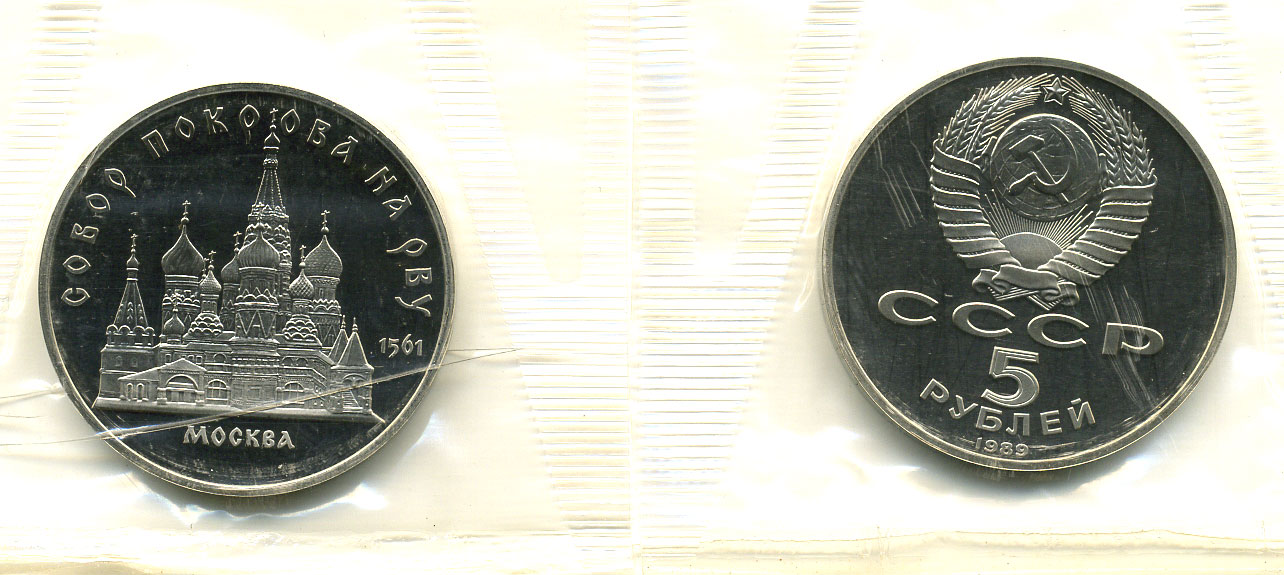 СОБОР ПОКРОВА НА РВУ
1561
МОСКВА
СССР
5
РУБЛЕЙ
1989